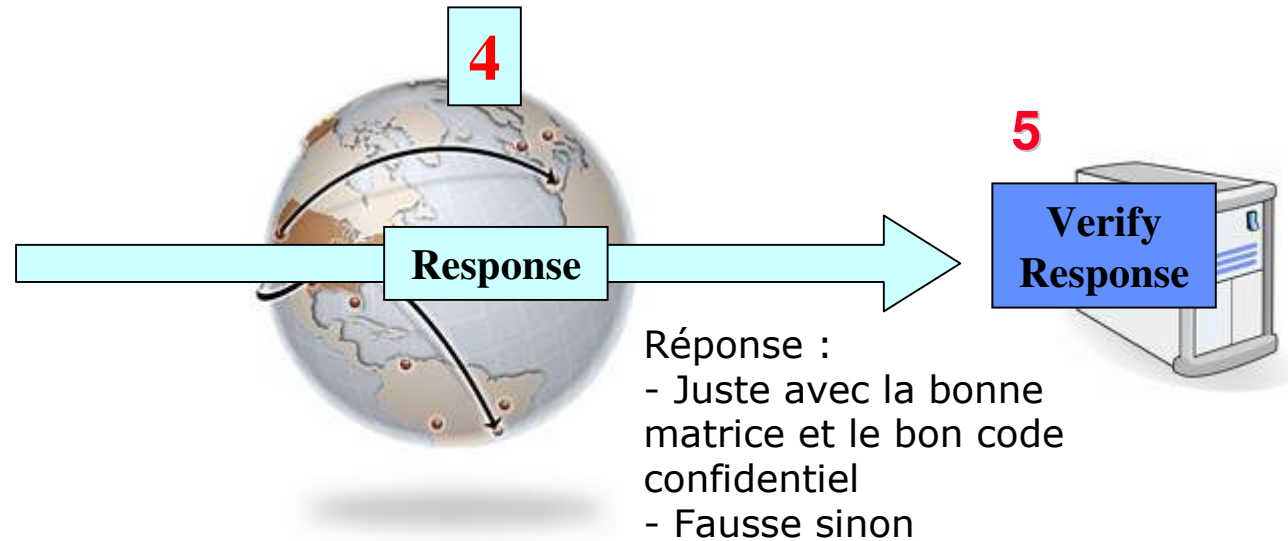 4
5
Verify
Response
Response
Réponse :
- Juste avec la bonne
matrice et le bon code
confidentiel
- Fausse sinon